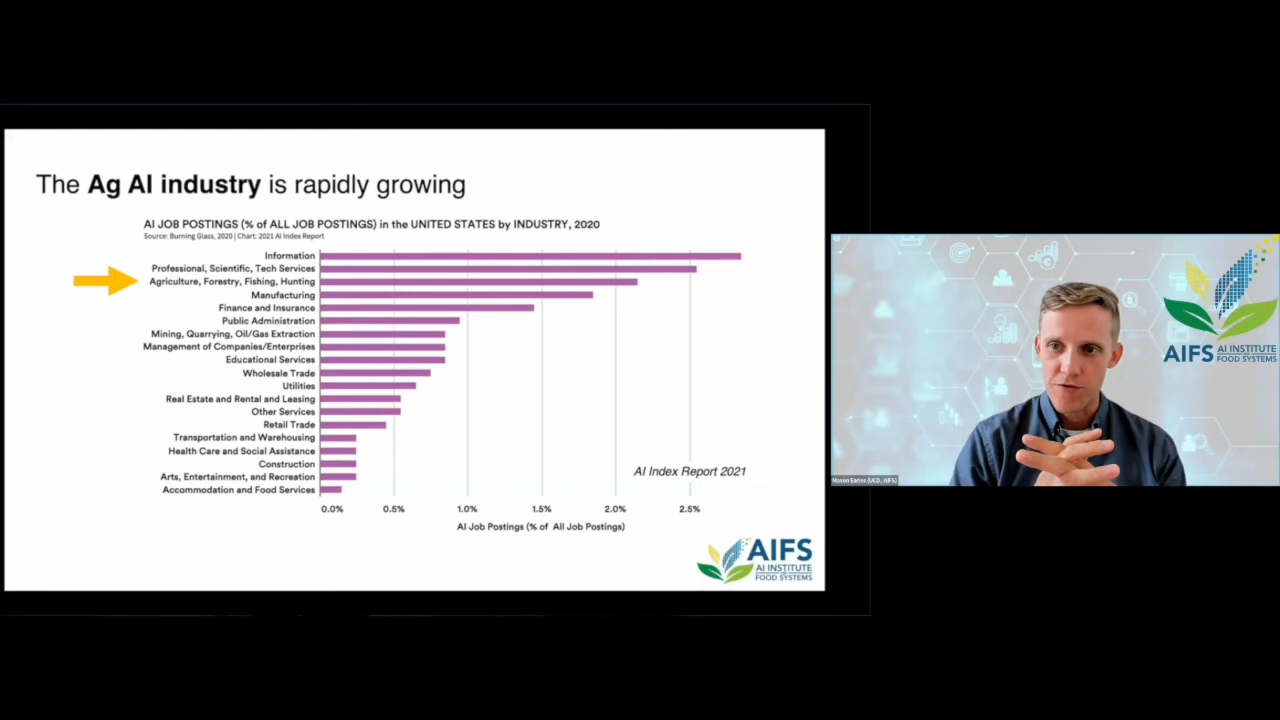 The Ag AI industry is rapidly growing
AI JOB POSTINGS (% of ALL JOB POSTINGS) in the UNITED STATES by INDUSTRY, 2020
Source: Burning Glass, 2020 | Chart: 2021 AI Index Report
Information
Professional, Scientific, Tech Services
Agriculture, Forestry, Fishing, Hunting
Manufacturing
Finance and Insurance
Public Administration
Mining, Quarrying, Oil/Gas Extraction
Management of Companies/Enterprises
Educational Services
Wholesale Trade
Utilities
Real Estate and Rental and Leasing
Other Services
Retail Trade
Transportation and Warehousing
Health Care and Social Assistance
Construction
Arts, Entertainment, and Recreation
Accommodation and Food Services
AI Index Report 2021
0.0% 0.5% 1.0% 1.5% 2.0% 2.5%
AI Job Postings (% of All Job Postings)
AIFS
AI INSTITUTE
FOOD SYSTEMS
AIFS
AI INSTITUTE
FOOD SYSTEMS
Mason Earles (UCD, AIFS)